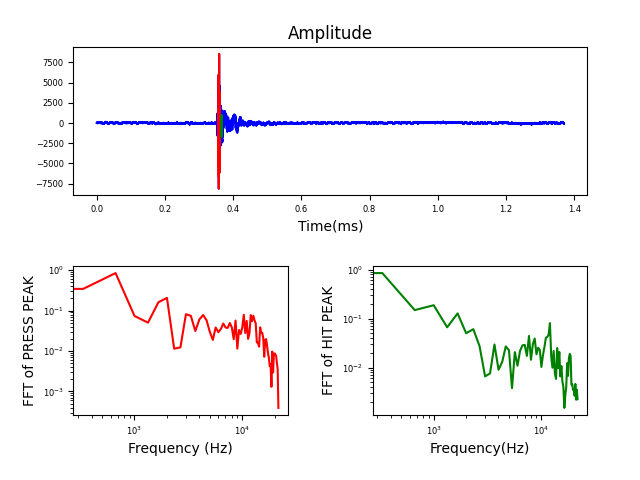 Amplitude
7500
5000
2500
0
−2500
−5000
−7500
0.0 0.2 0.4 0.6 0.8 1.0 1.2 1.4
Time(ms)
FFT of PRESS PEAK
10⁰
10⁻¹
10⁻²
10⁻³
10³ 10⁴
Frequency (Hz)
FFT of HIT PEAK
10⁰
10⁻¹
10⁻²
10³ 10⁴
Frequency(Hz)